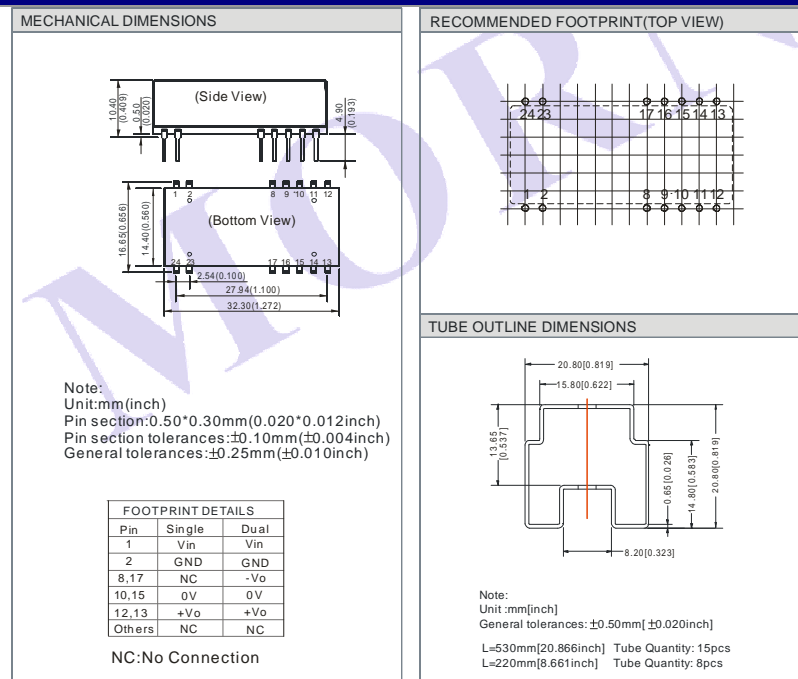 MECHANICAL DIMENSIONS
(Side View)
10.40
(0.409)
0.50
(0.020)
4.90
(0.193)
1 2 8 9 10 11 12
(Bottom View)
16.65(0.656)
14.40(0.560)
24 23 17 16 15 14 13
2.54(0.100)
27.94(1.100)
32.30(1.272)
Note:
Unit:mm(inch)
Pin section:0.50*0.30mm(0.020*0.012inch)
Pin section tolerances:±0.10mm(±0.004inch)
General tolerances:±0.25mm(±0.010inch)
FOOTPRINT DETAILS
Pin Single Dual
1 Vin Vin
2 GND GND
8,17 NC -Vo
10,15 0V 0V
12,13 +Vo +Vo
Others NC NC
NC:No Connection
RECOMMENDED FOOTPRINT(TOP VIEW)
24 23 17 16 15 14 13
1 2 8 9 10 11 12
TUBE OUTLINE DIMENSIONS
20.80[0.819]
15.80[0.622]
13.65
[0.537]
0.65[0.026]
14.80[0.583]
20.80[0.819]
8.20[0.323]
Note:
Unit :mm[inch]
General tolerances: ±0.50mm[ ±0.020inch]
L=530mm[20.866inch] Tube Quantity: 15pcs
L=220mm[8.661inch] Tube Quantity: 8pcs
MOR